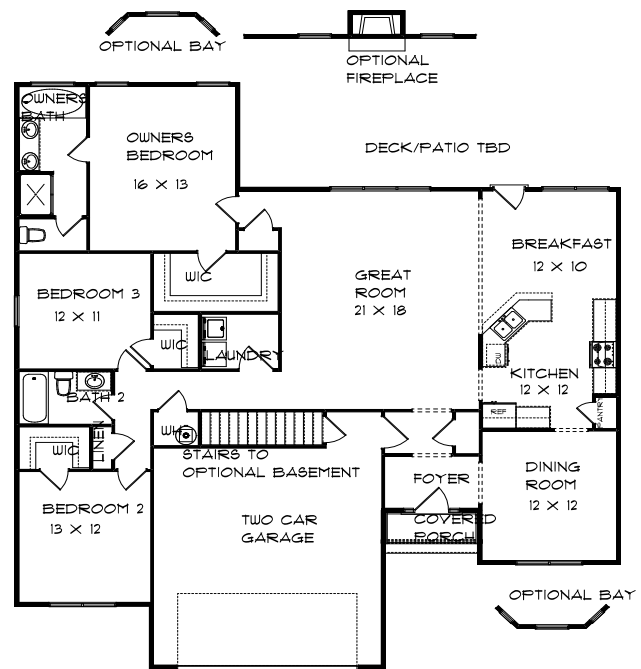 OPTIONAL BAY
OPTIONAL
FIREPLACE
OWNERS
BATH
OWNERS
BEDROOM
16 X 13
DECK/PATIO TBD
BREAKFAST
12 X 10
WIC
GREAT
ROOM
21 X 18
BEDROOM 3
12 X 11
WIC
LAUNDRY
DW
KITCHEN
12 X 12
BATH 2
REF
PANTRY
WH
LINEN
WIC
STAIRS TO
OPTIONAL BASEMENT
FOYER
DINING
ROOM
12 X 12
BEDROOM 2
13 X 12
TWO CAR
GARAGE
COVERED
PORCH
OPTIONAL BAY